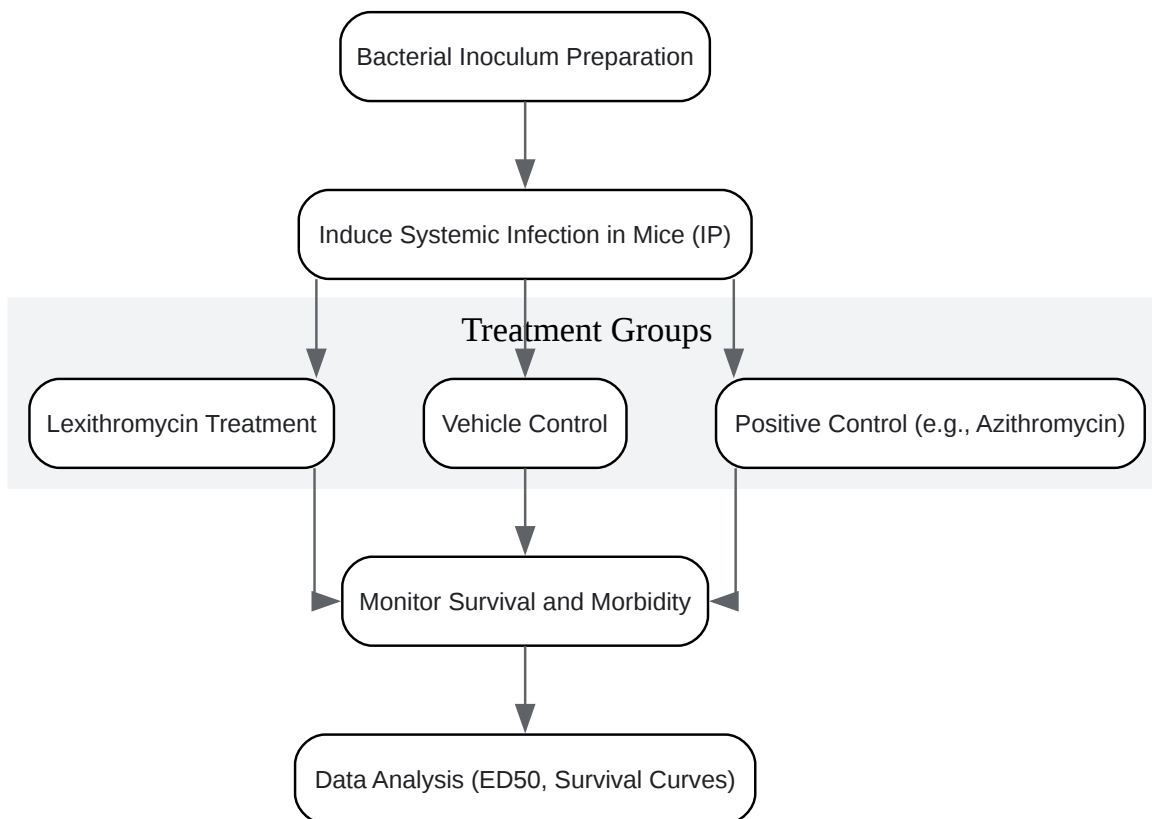 Bacterial Inoculum Preparation
Induce Systemic Infection in Mice (IP)
Treatment Groups
Lexithromycin Treatment
Vehicle Control
Positive Control (e.g., Azithromycin)
Monitor Survival and Morbidity
Data Analysis (ED50, Survival Curves)